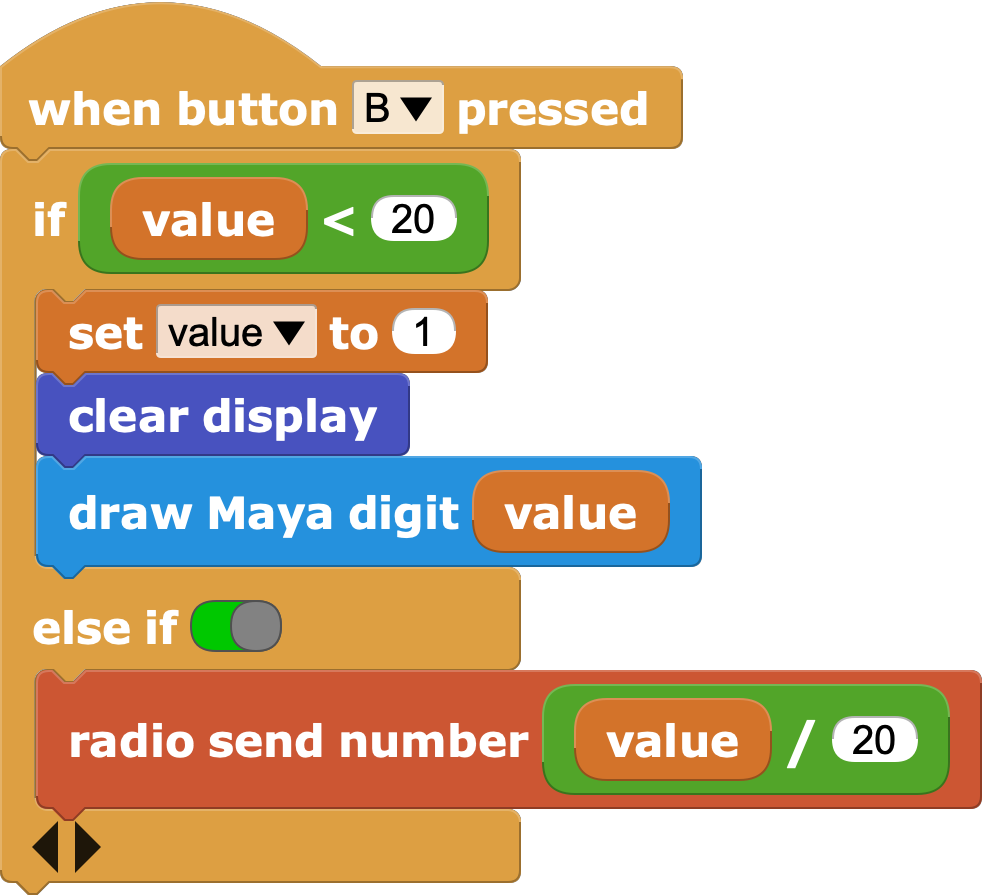 when button B▼ pressed
if value < 20
set value▼ to 1
clear display
draw Maya digit value
else if
radio send number value / 20